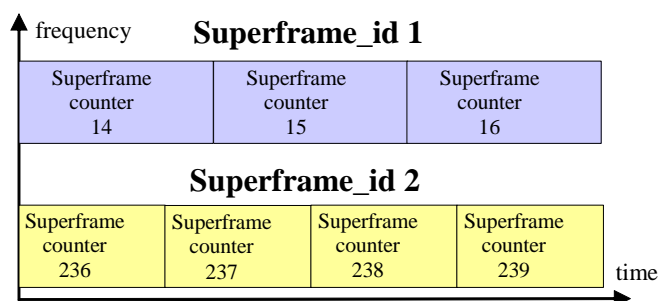 frequency
Superframe_id 1
Superframe Superframe Superframe
counter counter counter
14 15 16
Superframe_id 2
Superframe Superframe Superframe Superframe
counter counter counter counter
236 237 238 239
time